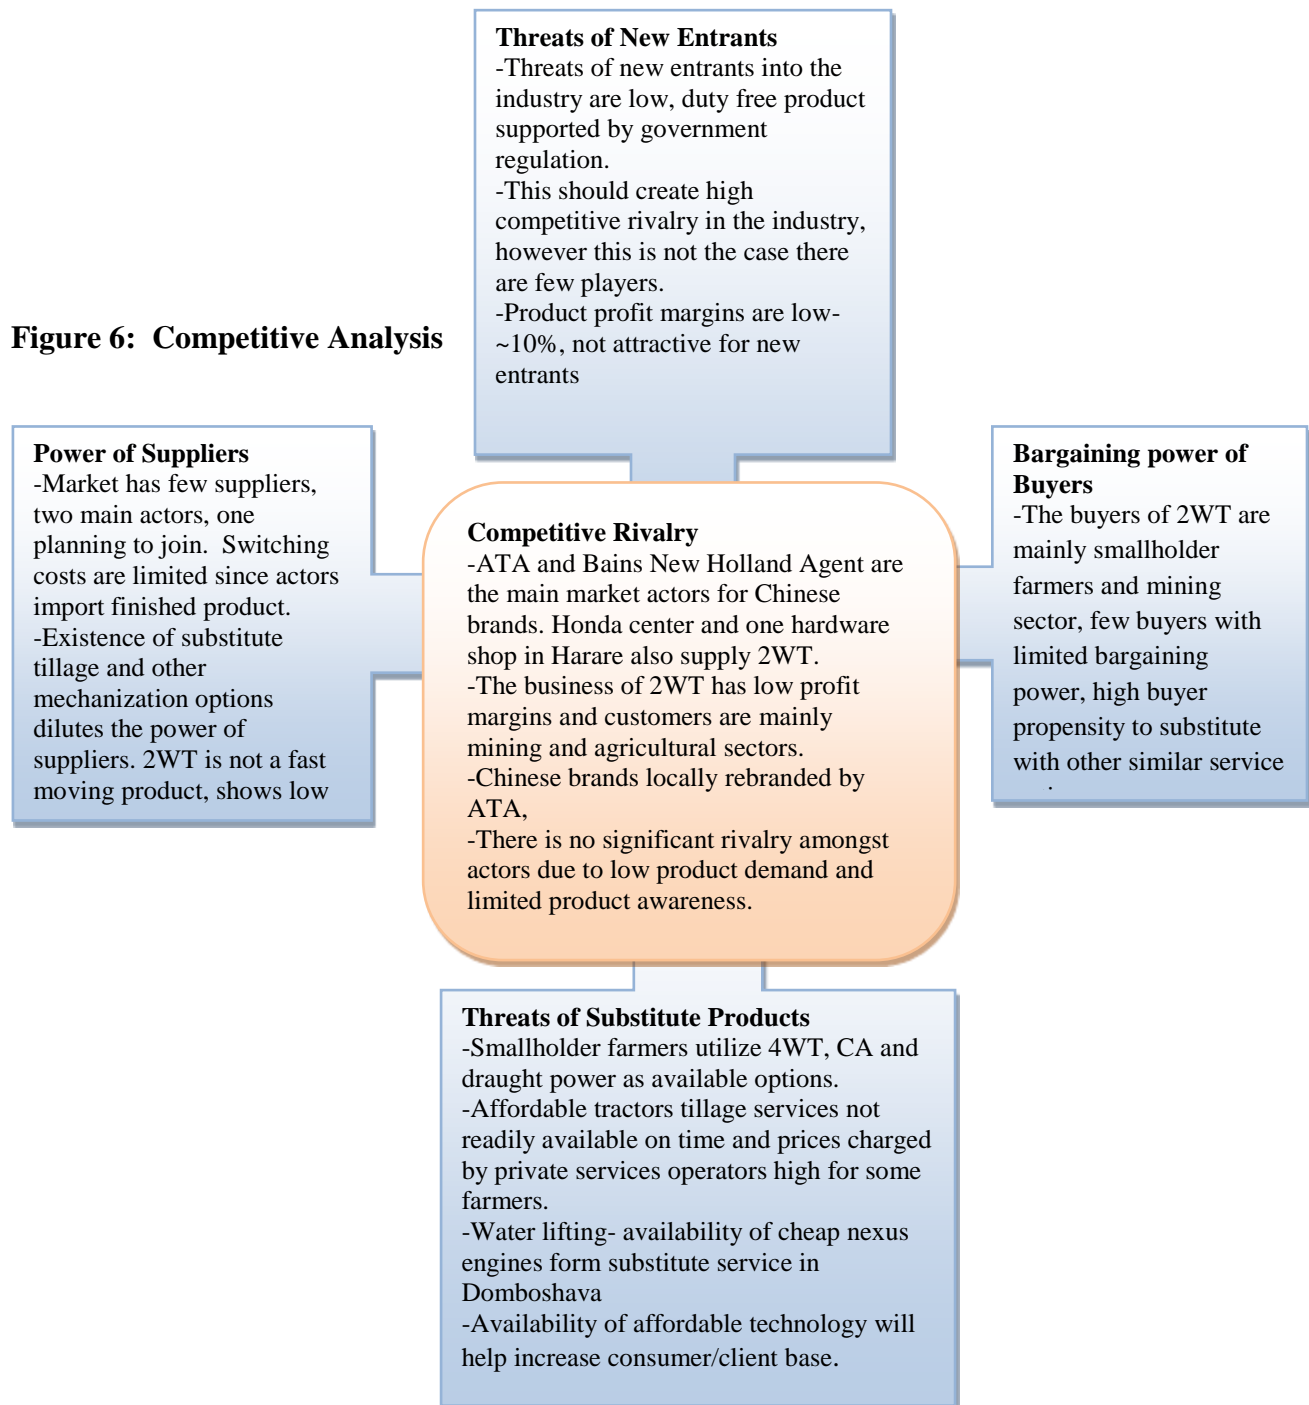 Threats of New Entrants
-Threats of new entrants into the
industry are low, duty free product
supported by government
regulation.
-This should create high
competitive rivalry in the industry,
however this is not the case there
are few players.
-Product profit margins are low-
~10%, not attractive for new
entrants
Figure 6:  Competitive Analysis
Power of Suppliers
-Market has few suppliers,
two main actors, one
planning to join.  Switching
costs are limited since actors
import finished product.
-Existence of substitute
tillage and other
mechanization options
dilutes the power of
suppliers. 2WT is not a fast
moving product, shows low
Competitive Rivalry
-ATA and Bains New Holland Agent are
the main market actors for Chinese
brands. Honda center and one hardware
shop in Harare also supply 2WT.
-The business of 2WT has low profit
margins and customers are mainly
mining and agricultural sectors.
-Chinese brands locally rebranded by
ATA,
-There is no significant rivalry amongst
actors due to low product demand and
limited product awareness.
Bargaining power of
Buyers
-The buyers of 2WT are
mainly smallholder
farmers and mining
sector, few buyers with
limited bargaining
power, high buyer
propensity to substitute
with other similar service
Threats of Substitute Products
-Smallholder farmers utilize 4WT, CA and
draught power as available options.
-Affordable tractors tillage services not
readily available on time and prices charged
by private services operators high for some
farmers.
-Water lifting- availability of cheap nexus
engines form substitute service in
Domboshava
-Availability of affordable technology will
help increase consumer/client base.